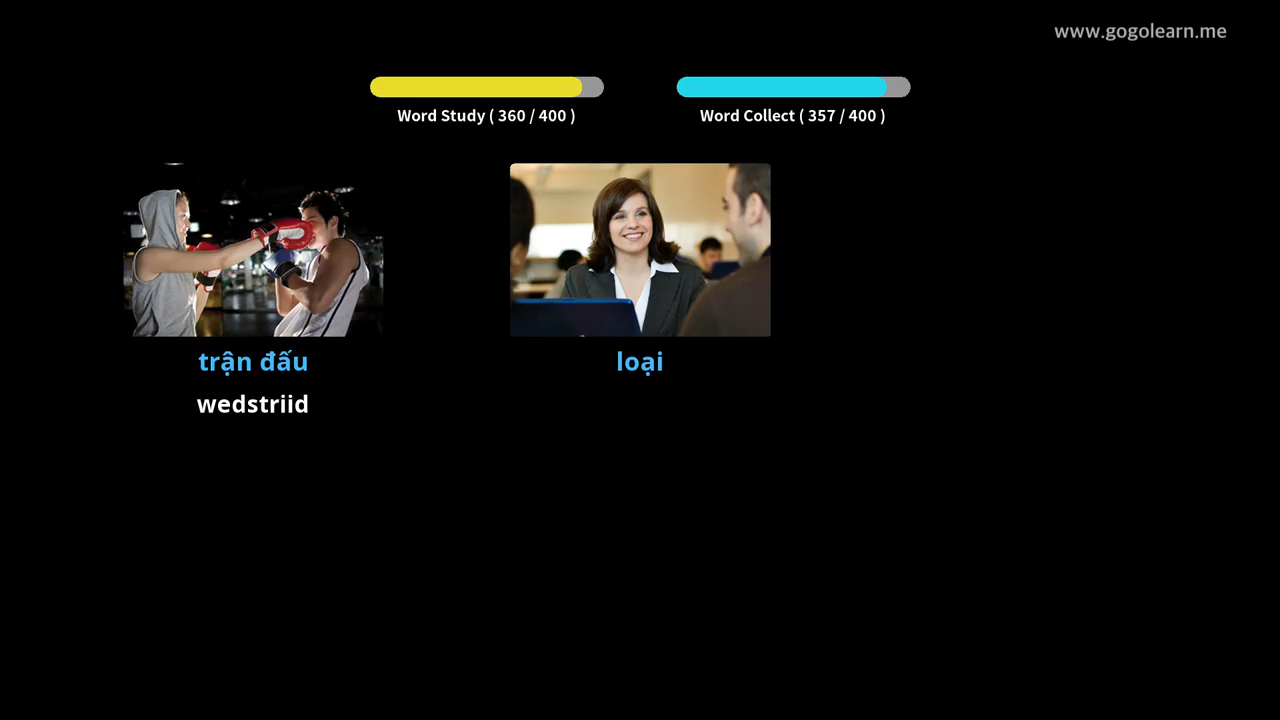 www.gogolearn.me
Word Study ( 360 / 400 )
Word Collect ( 357 / 400 )
trận đấu
loại
wedstriid